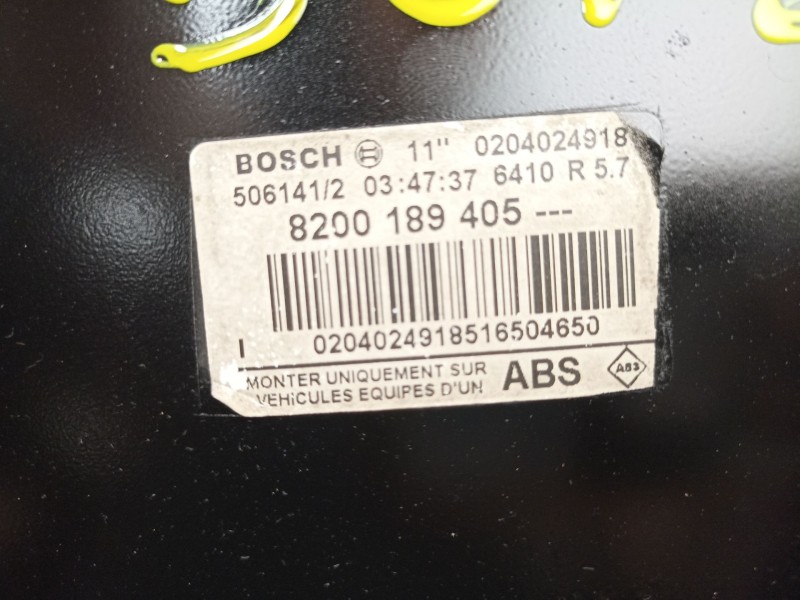 BOSCH 11" 0204024918
506141/2 03:47:37 6410 R 5.7
8200 189 405 ---
I 0204024918516504650
MONTER UNIQUEMENT SUR
VEHICULES EQUIPES D'UN ABS ABS